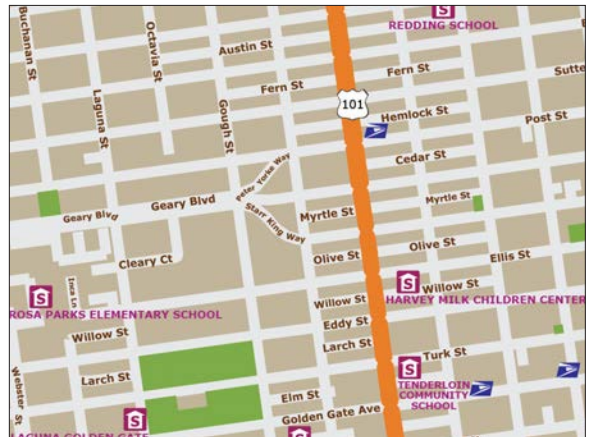 REDDING SCHOOL
Buchanan St
Octavia St
Austin St
Fern St
Sutte
Laguna St
Fern St
Gough St
101
Hemlock St
Post St
Cedar St
Peter Yorke Way
Geary Blvd
Geary Blvd
Starr King Way
Myrtle St
Myrtle St
Cleary Ct
Olive St
Olive St
Ellis St
Inca Ln
Willow St
S
HARVEY MILK CHILDREN CENTER
S
ROSA PARKS ELEMENTARY SCHOOL
Willow St
Eddy St
Willow St
Larch St
Turk St
Webster St
Larch St
S
TENDERLOIN
COMMUNITY
SCHOOL
Elm St
Golden Gate Ave
S
LAGUNA GOLDEN GATE
S
S